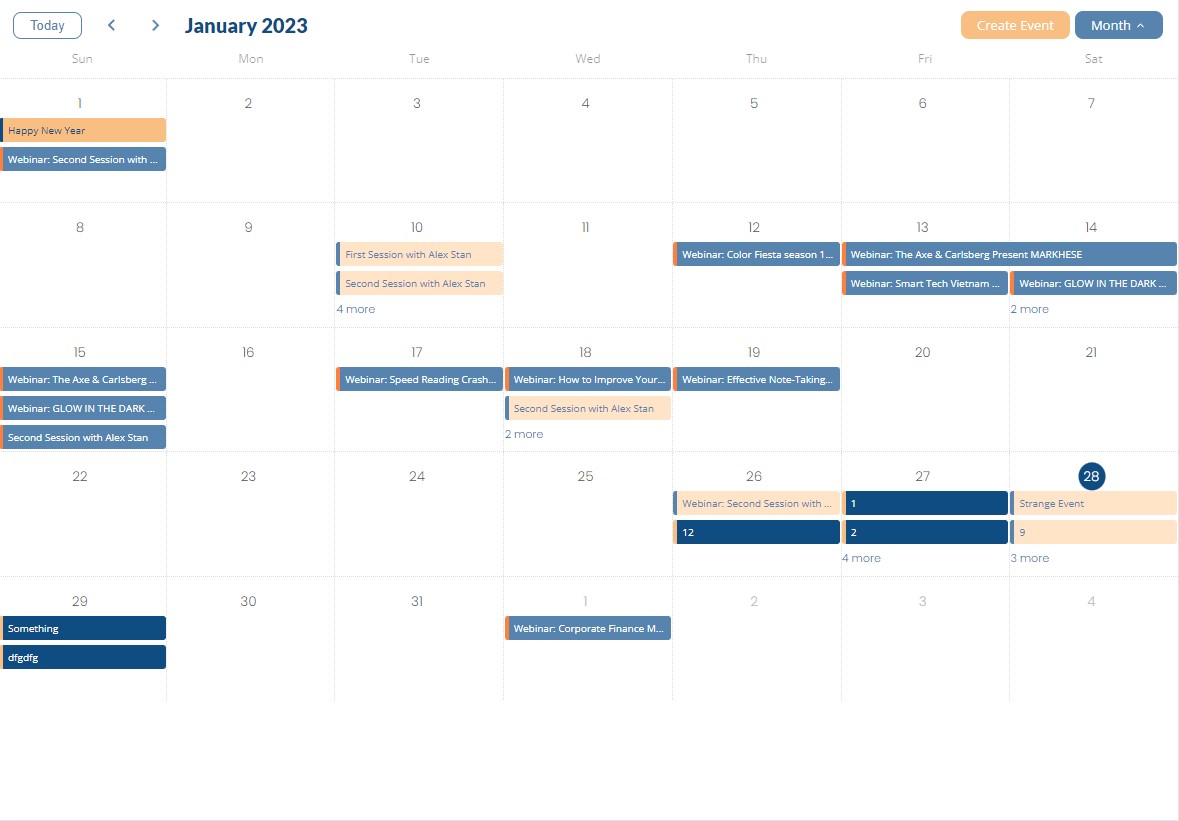 Today < > January 2023 Create Event Month
Sun Mon Tue Wed Thu Fri Sat
1 2 3 4 5 6 7
Happy New Year
Webinar: Second Session with ...
8 9 10 11 12 13 14
First Session with Alex Stan Webinar: Color Fiesta season 1... Webinar: The Axe & Carlsberg Present MARKHESE
Second Session with Alex Stan Webinar: Smart Tech Vietnam ... Webinar: GLOW IN THE DARK ...
4 more 2 more
15 16 17 18 19 20 21
Webinar: The Axe & Carlsberg ... Webinar: Speed Reading Crash... Webinar: How to Improve Your... Webinar: Effective Note-Taking...
Webinar: GLOW IN THE DARK ... Second Session with Alex Stan
Second Session with Alex Stan 2 more
22 23 24 25 26 27 28
Webinar: Second Session with ... 1 Strange Event
12 2 9
4 more 3 more
29 30 31 1 2 3 4
Something Webinar: Corporate Finance M...
dfgdfg